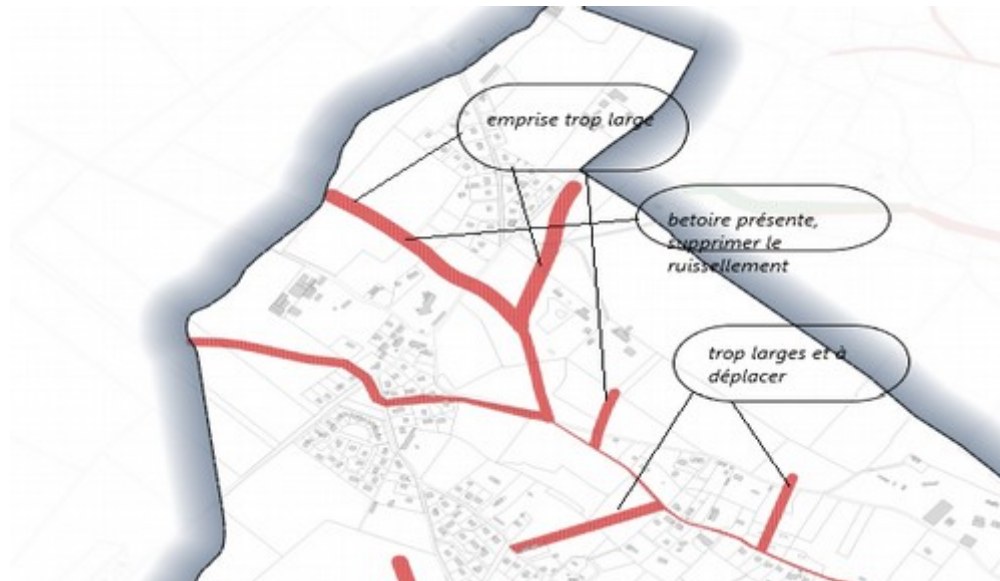 emprise trop large
betoire présente,
supprimer le
ruissellement
trop larges et à
déplacer